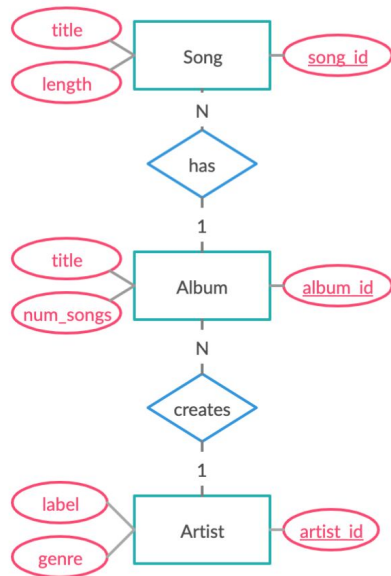 title
Song
song_id
length
N
has
1
title
Album
album_id
num_songs
N
creates
1
label
Artist
artist_id
genre